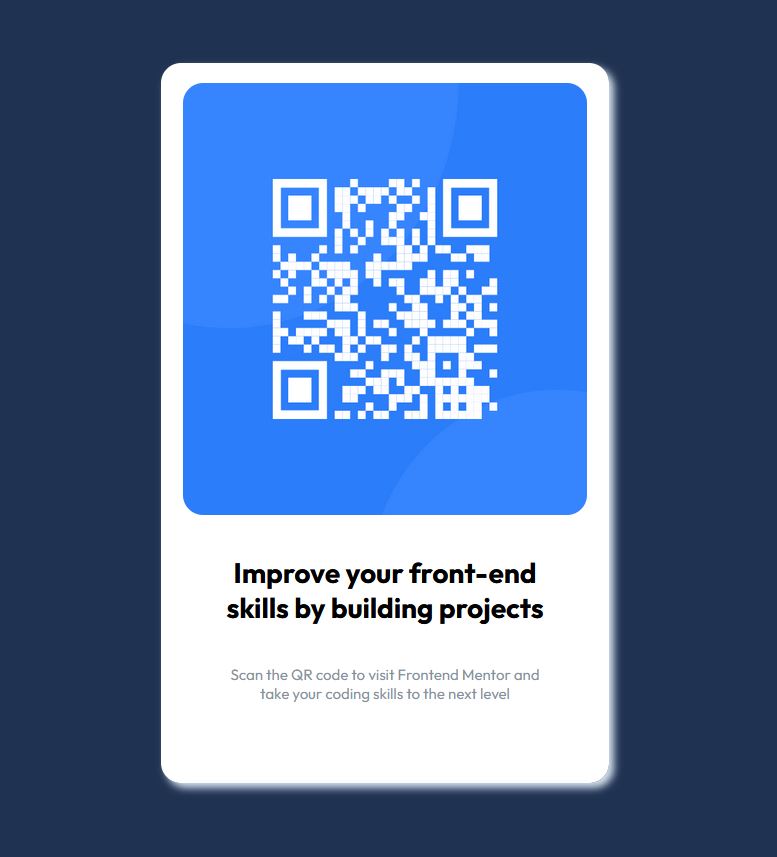 Improve your front-end
skills by building projects
Scan the QR code to visit Frontend Mentor and
take your coding skills to the next level